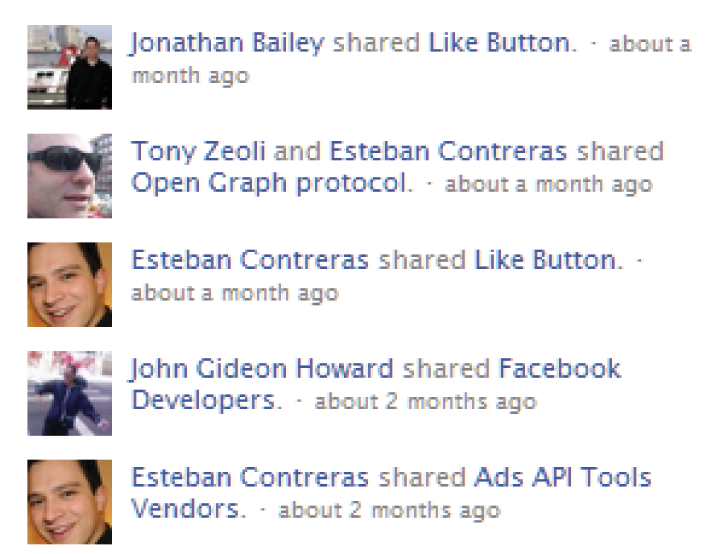 Jonathan Bailey shared Like Button. · about a
month ago
Tony Zeoli and Esteban Contreras shared
Open Graph protocol. · about a month ago
Esteban Contreras shared Like Button. ·
about a month ago
John Gideon Howard shared Facebook
Developers. · about 2 months ago
Esteban Contreras shared Ads API Tools
Vendors. · about 2 months ago